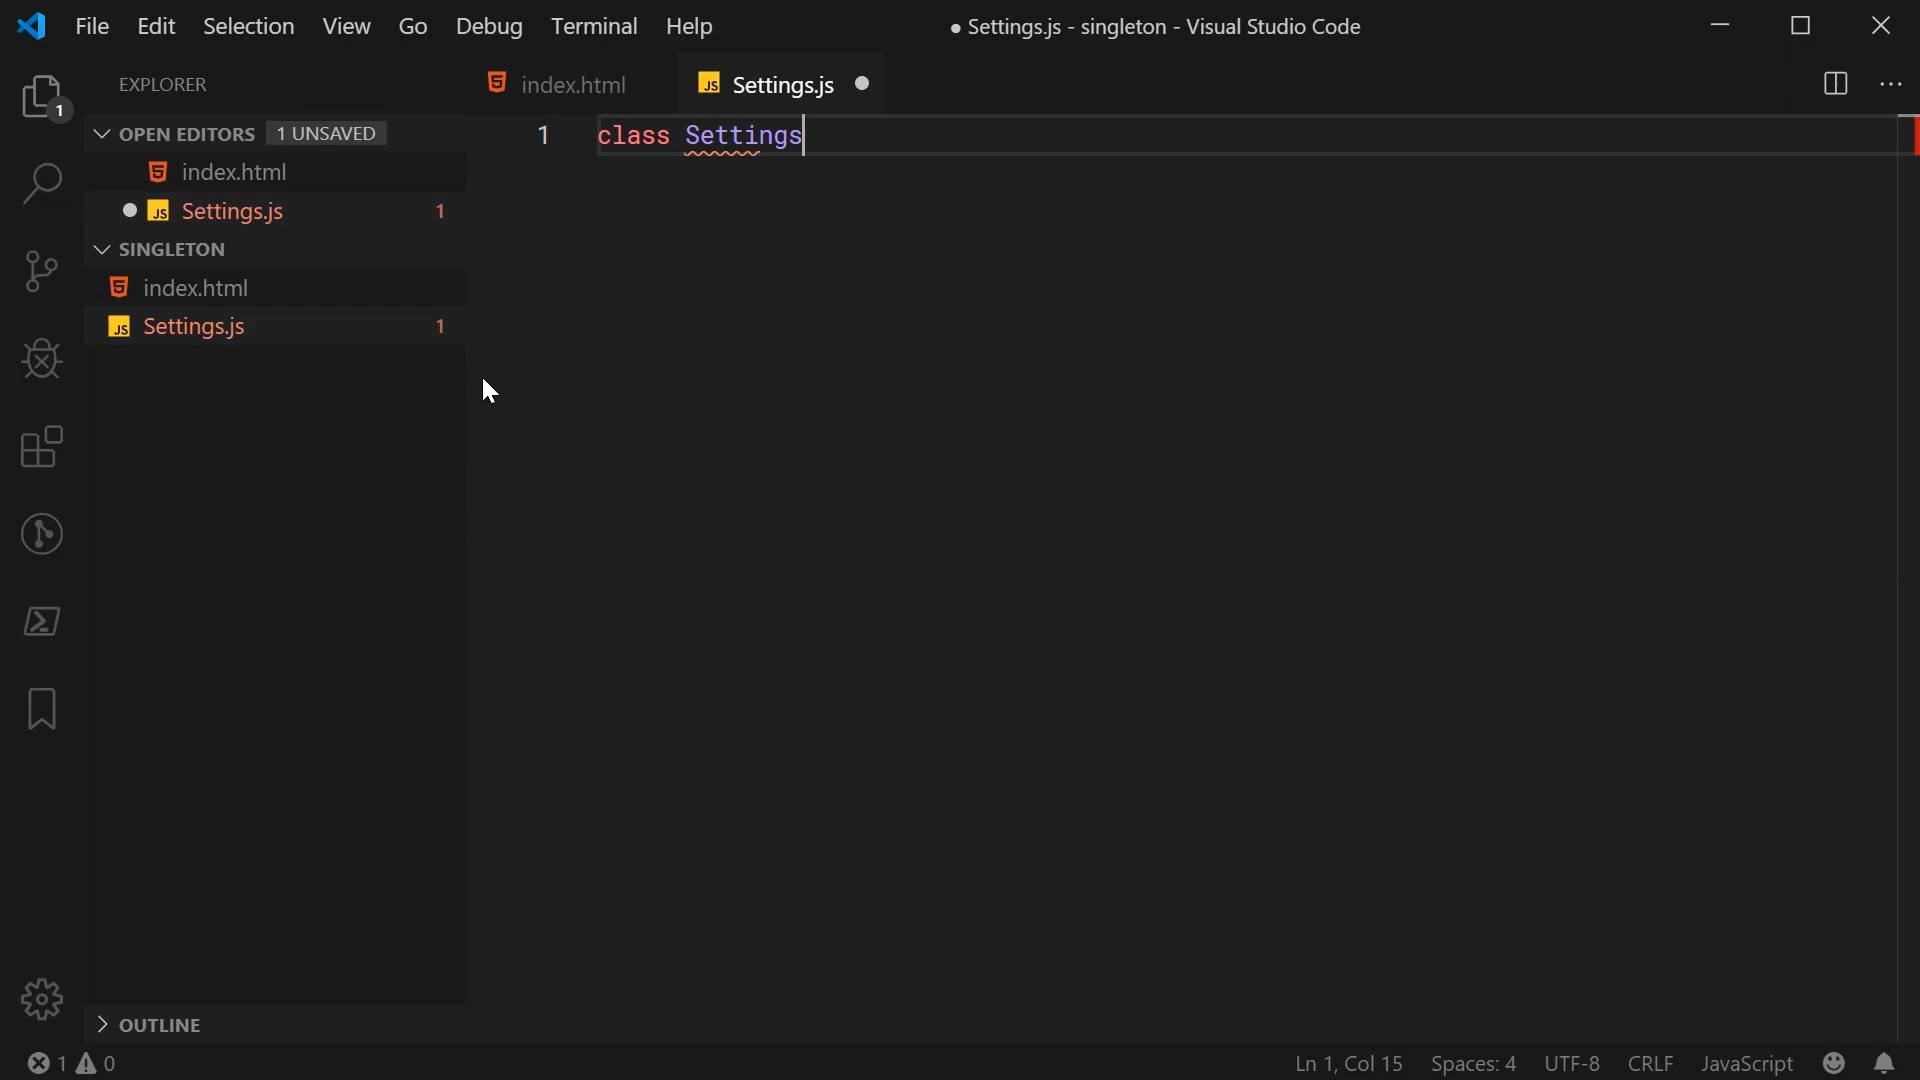 File Edit Selection View Go Debug Terminal Help
● Settings.js - singleton - Visual Studio Code
EXPLORER
index.html
Settings.js
1
OPEN EDITORS 1 UNSAVED
1 class Settings
index.html
Settings.js 1
SINGLETON
index.html
Settings.js 1
OUTLINE
1 0
Ln 1, Col 15 Spaces: 4 UTF-8 CRLF JavaScript